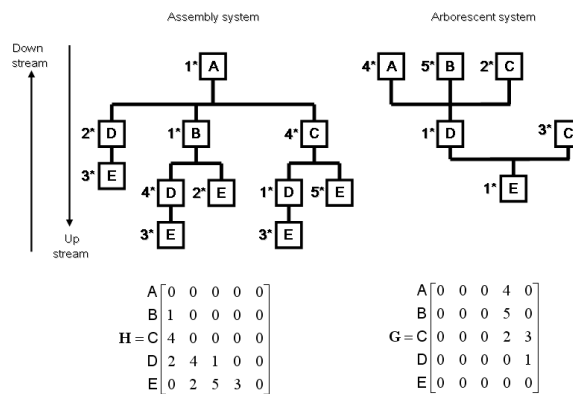 Assembly system
Arborescent system
Down
stream
1* A
4* A 5* B 2* C
2* D 1* B 4* C
1* D 3* C
3* E 4* D 2* E 1* D 5* E
1* E
3* E 3* E
Up
stream
A 0 0 0 0 0
B 1 0 0 0 0
H = C 4 0 0 0 0
D 2 4 1 0 0
E 0 2 5 3 0
A 0 0 0 4 0
B 0 0 0 5 0
G = C 0 0 0 2 3
D 0 0 0 0 1
E 0 0 0 0 0